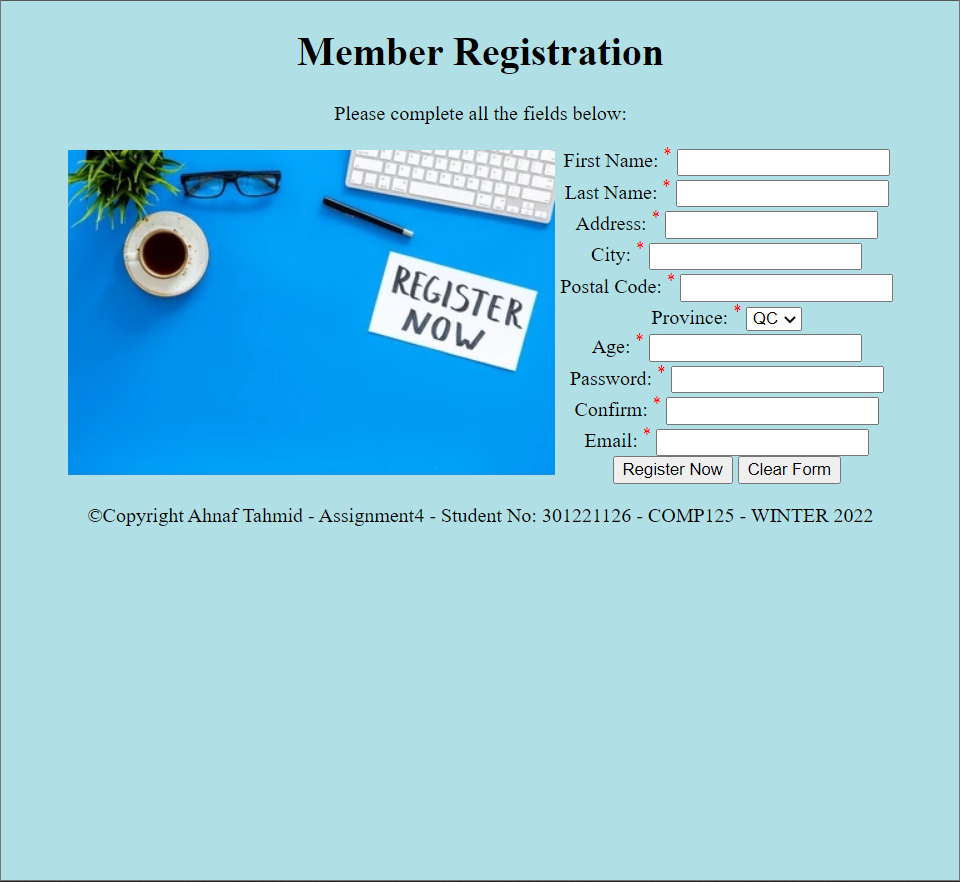 Member Registration
Please complete all the fields below:
REGISTER
NOW
First Name: *
Last Name: *
Address: *
City: *
Postal Code: *
Province: * QC
Age: *
Password: *
Confirm: *
Email: *
Register Now Clear Form
©Copyright Ahnaf Tahmid - Assignment4 - Student No: 301221126 - COMP125 - WINTER 2022